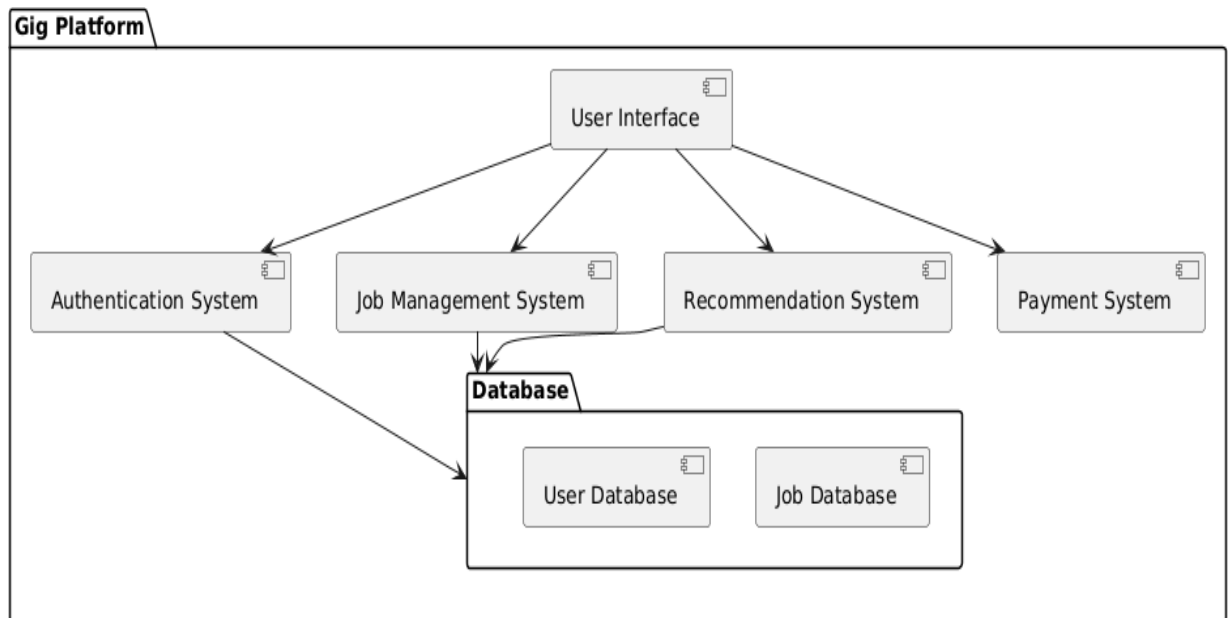 Gig Platform
User Interface
Authentication System
Job Management System
Recommendation System
Payment System
Database
User Database
Job Database